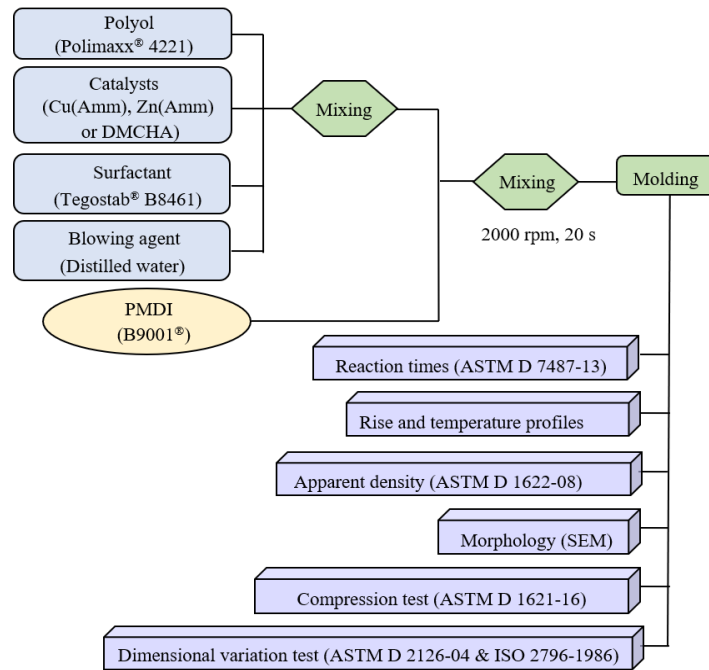 Polyol
(Polimaxx® 4221)
Catalysts
(Cu(Amm), Zn(Amm)
or DMCHA)
Surfactant
(Tegostab® B8461)
Blowing agent
(Distilled water)
PMDI
(B9001®)
Mixing
Mixing
2000 rpm, 20 s
Molding
Reaction times (ASTM D 7487-13)
Rise and temperature profiles
Apparent density (ASTM D 1622-08)
Morphology (SEM)
Compression test (ASTM D 1621-16)
Dimensional variation test (ASTM D 2126-04 & ISO 2796-1986)